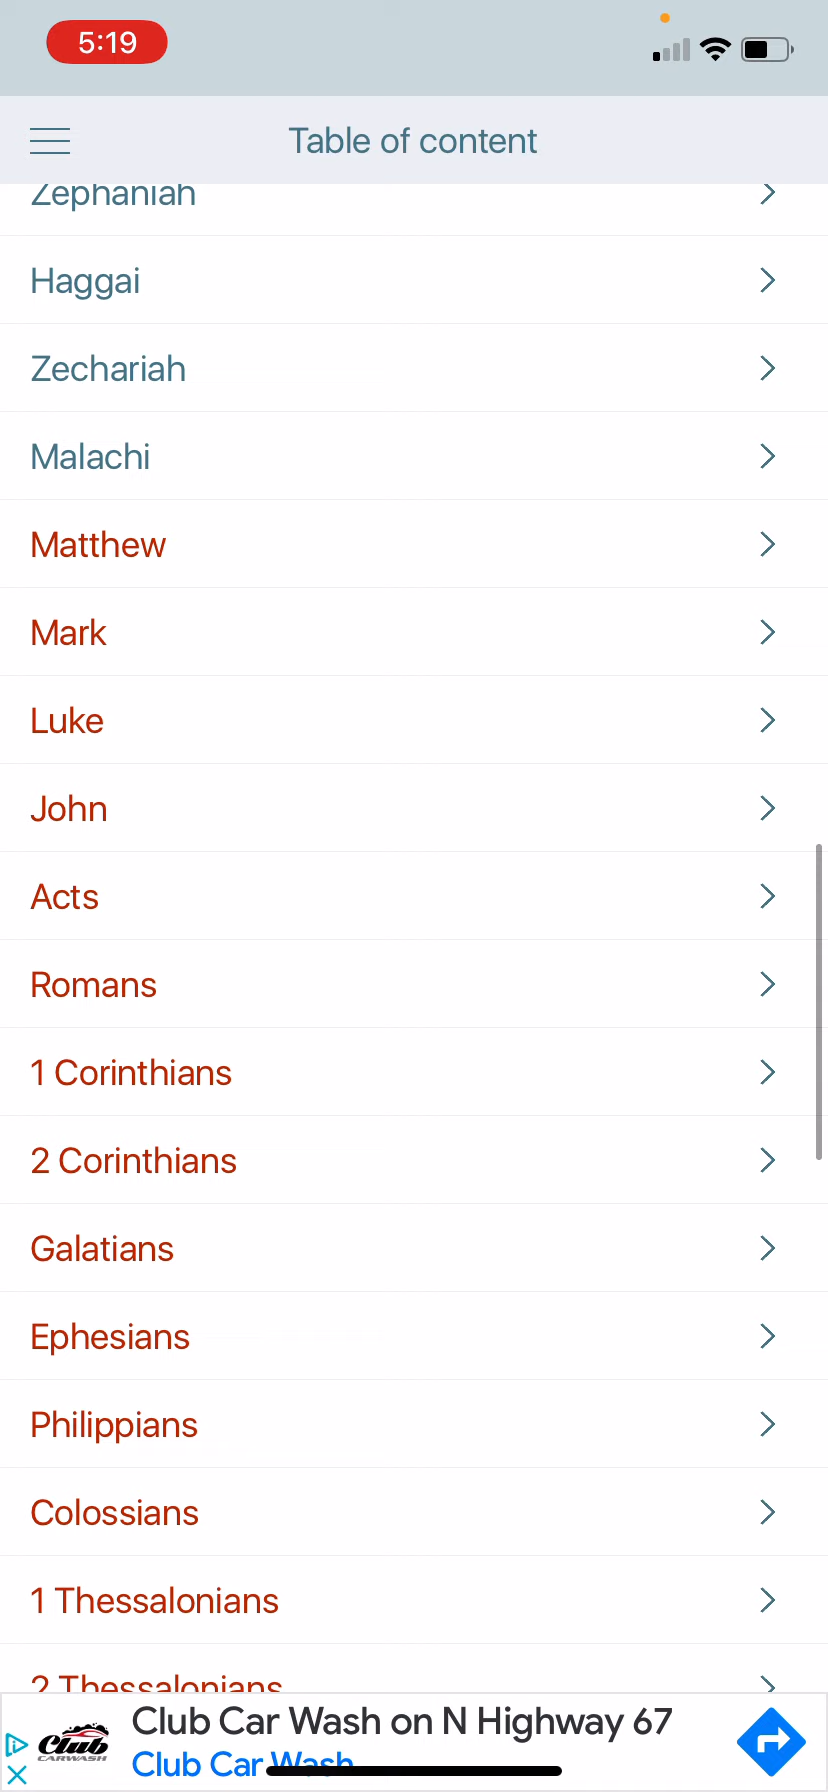 5:19
Table of content
Zephaniah
Haggai
Zechariah
Malachi
Matthew
Mark
Luke
John
Acts
Romans
1 Corinthians
2 Corinthians
Galatians
Ephesians
Philippians
Colossians
1 Thessalonians
2 Thessalonians
Club Car Wash on N Highway 67
Club
CARWASH
Club Car Wash